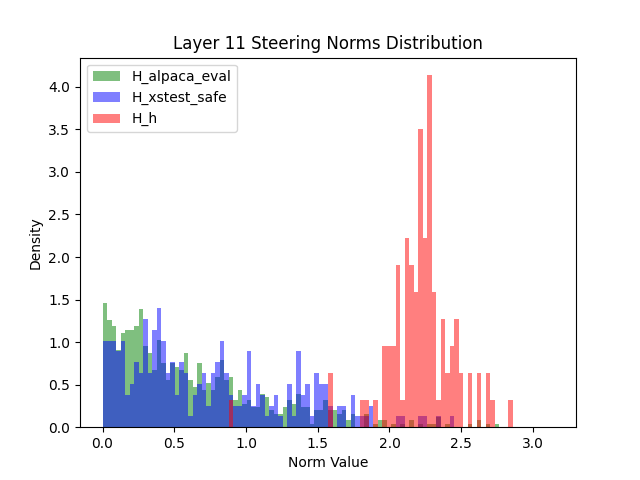 Layer 11 Steering Norms Distribution
H_alpaca_eval
H_xstest_safe
H_h
Density
4.0
3.5
3.0
2.5
2.0
1.5
1.0
0.5
0.0
0.0 0.5 1.0 1.5 2.0 2.5 3.0
Norm Value